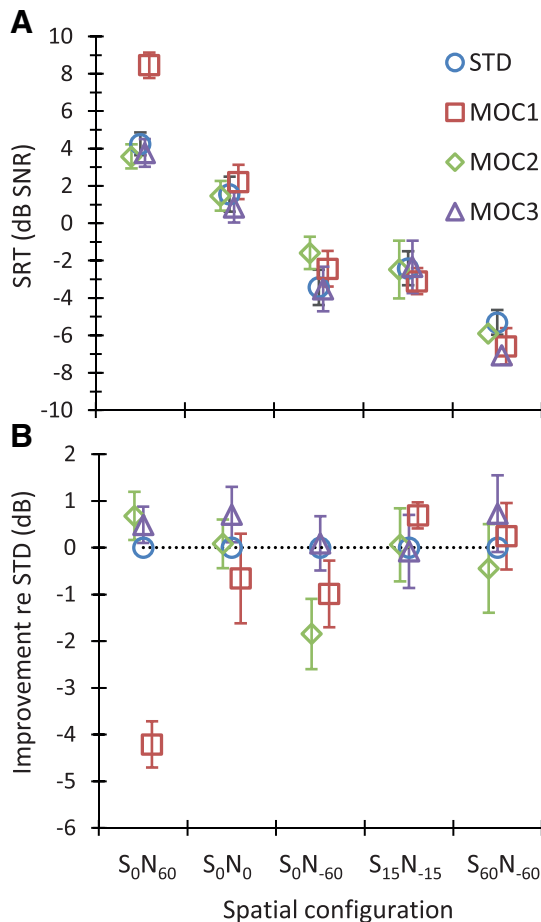 A
10
8
6
4
2
0
-2
-4
-6
-8
-10
SRT (dB SNR)
STD
MOC1
MOC2
MOC3
B
2
1
0
-1
-2
-3
-4
-5
-6
Improvement re STD (dB)
S₀N₆₀ S₀N₀ S₀N₋₆₀ S₁₅N₋₁₅ S₆₀N₋₆₀
Spatial configuration